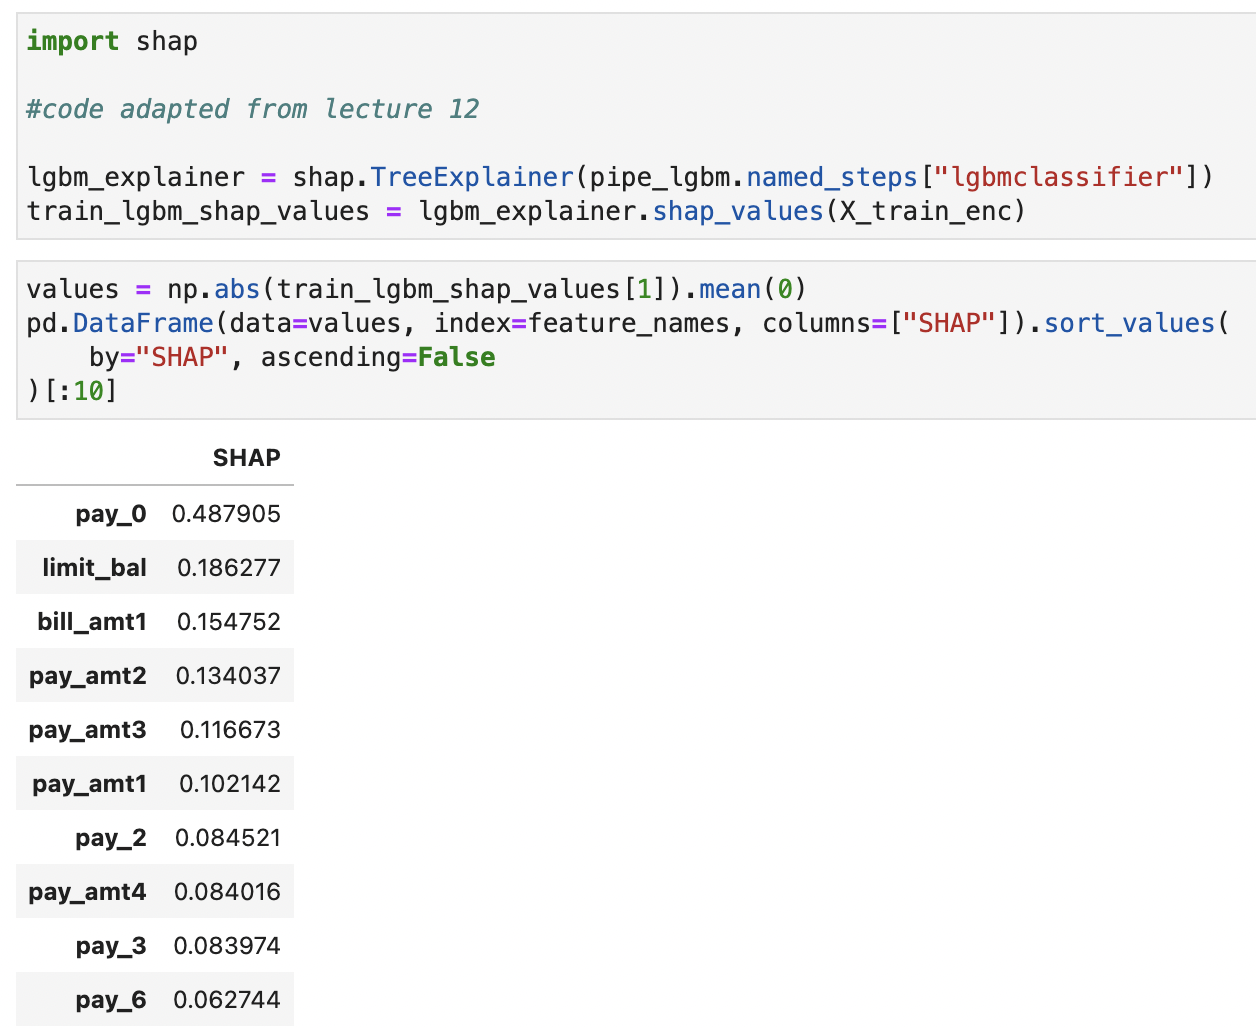 import shap
#code adapted from lecture 12
lgbm_explainer = shap.TreeExplainer(pipe_lgbm.named_steps["lgbmclassifier"])
train_lgbm_shap_values = lgbm_explainer.shap_values(X_train_enc)
values = np.abs(train_lgbm_shap_values[1]).mean(0)
pd.DataFrame(data=values, index=feature_names, columns=["SHAP"]).sort_values(
    by="SHAP", ascending=False
)[:10]
SHAP
pay_0 0.487905
limit_bal 0.186277
bill_amt1 0.154752
pay_amt2 0.134037
pay_amt3 0.116673
pay_amt1 0.102142
pay_2 0.084521
pay_amt4 0.084016
pay_3 0.083974
pay_6 0.062744